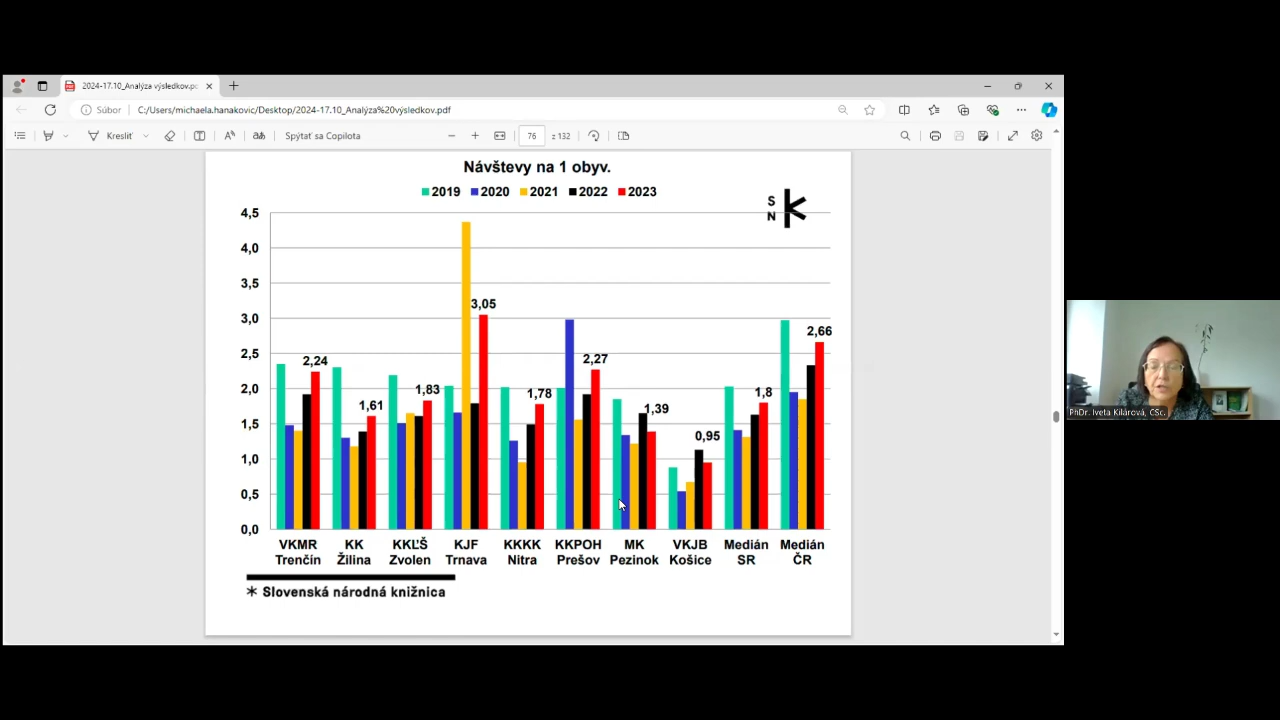 2024-17.10_Analýza výsledkov.pc
Súbor
C:/Users/michaela.hanakovic/Desktop/2024-17.10_Analýza%20výsledkov.pdf
Kresliť
Spýtať sa Copilota
76
z 132
Návštevy na 1 obyv.
2019 2020 2021 2022 2023
S
N
4,5
4,0
3,5
3,0
2,5
2,0
1,5
1,0
0,5
0,0
2,24
1,61
1,83
3,05
1,78
2,27
1,39
0,95
1,8
2,66
VKMR Trenčín
KK Žilina
KKĽŠ Zvolen
KJF Trnava
KKKK Nitra
KKPOH Prešov
MK Pezinok
VKJB Košice
Medián SR
Medián ČR
* Slovenská národná knižnica
PhDr. Iveta Kilárová, CSc.